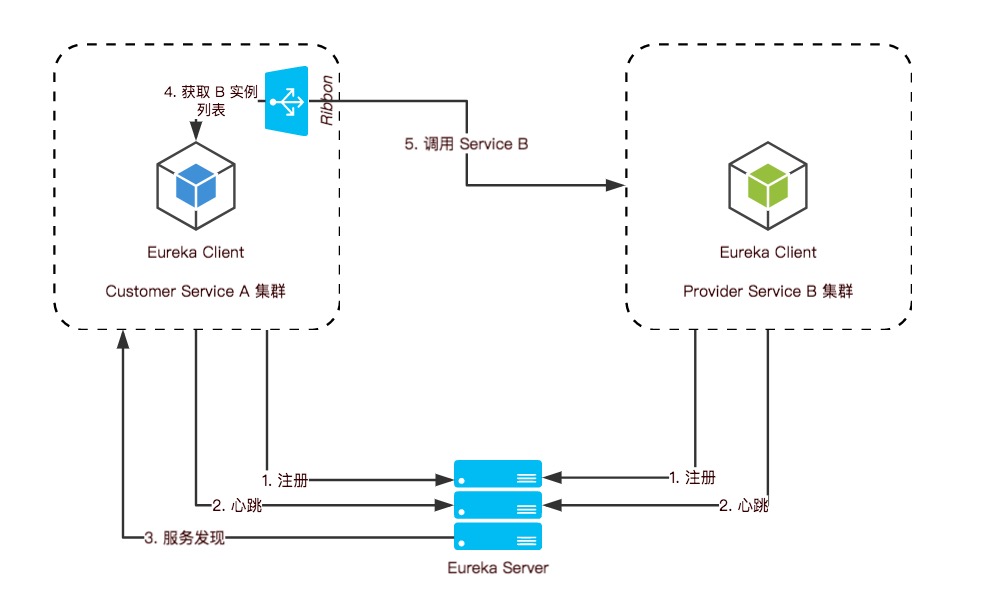 4. 获取 B 实例
列表
Ribbon
5. 调用 Service B
Eureka Client
Customer Service A 集群
Eureka Client
Provider Service B 集群
1. 注册
1. 注册
2. 心跳
2. 心跳
3. 服务发现
Eureka Server